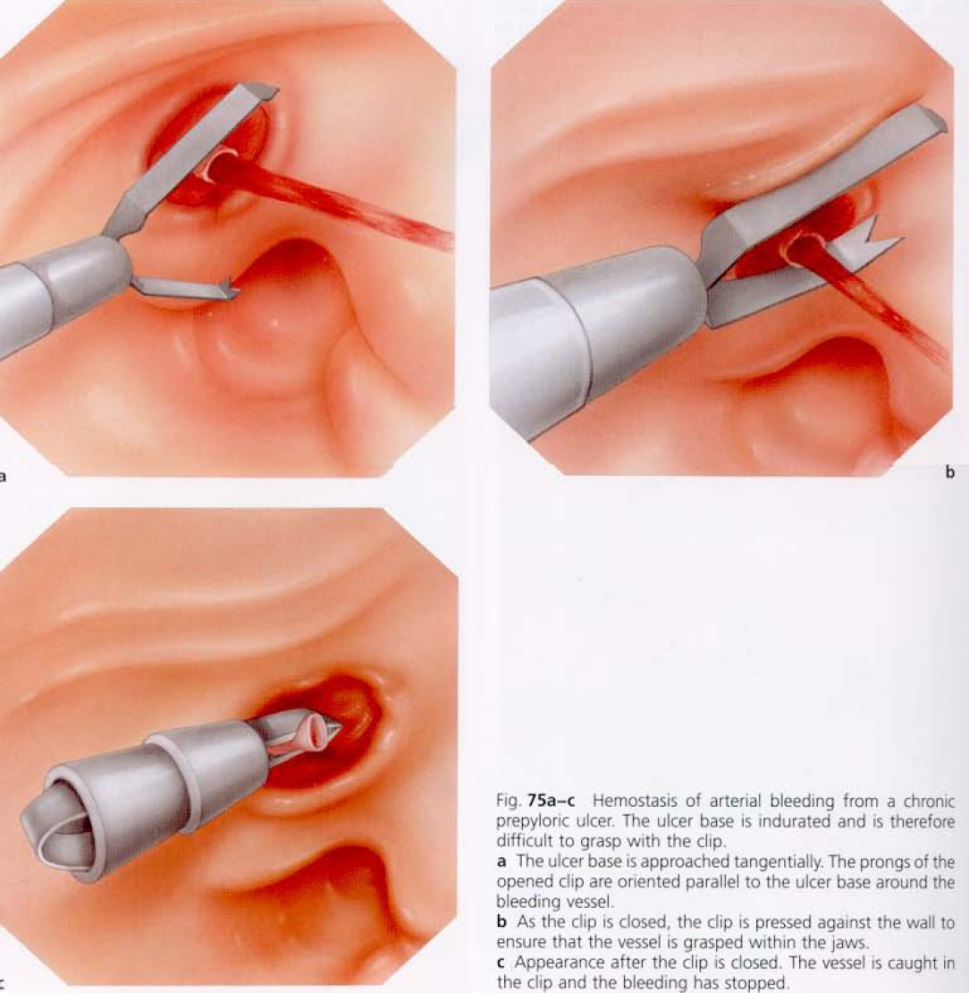 a
b
c
Fig. 75a–c Hemostasis of arterial bleeding from a chronic
prepyloric ulcer. The ulcer base is indurated and is therefore
difficult to grasp with the clip.
a The ulcer base is approached tangentially. The prongs of the
opened clip are oriented parallel to the ulcer base around the
bleeding vessel.
b As the clip is closed, the clip is pressed against the wall to
ensure that the vessel is grasped within the jaws.
c Appearance after the clip is closed. The vessel is caught in
the clip and the bleeding has stopped.